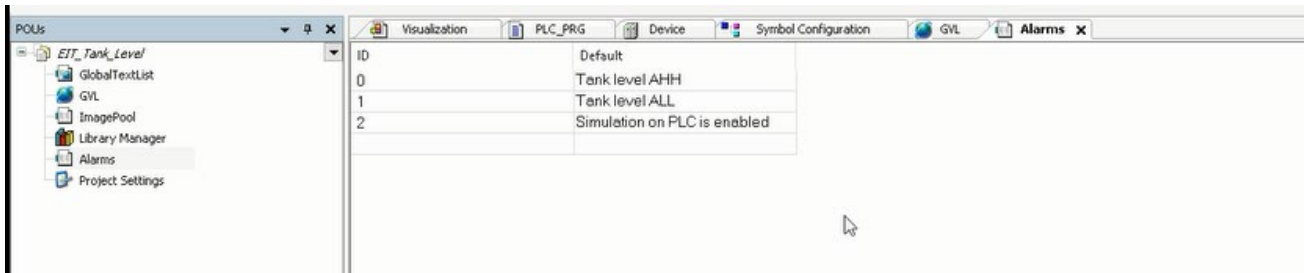 POUs
Visualization
PLC_PRG
Device
Symbol Configuration
GVL
Alarms
EIT_Tank_Level
GlobalTextList
GVL
ImagePool
Library Manager
Alarms
Project Settings
ID Default
0 Tank level AHH
1 Tank level ALL
2 Simulation on PLC is enabled